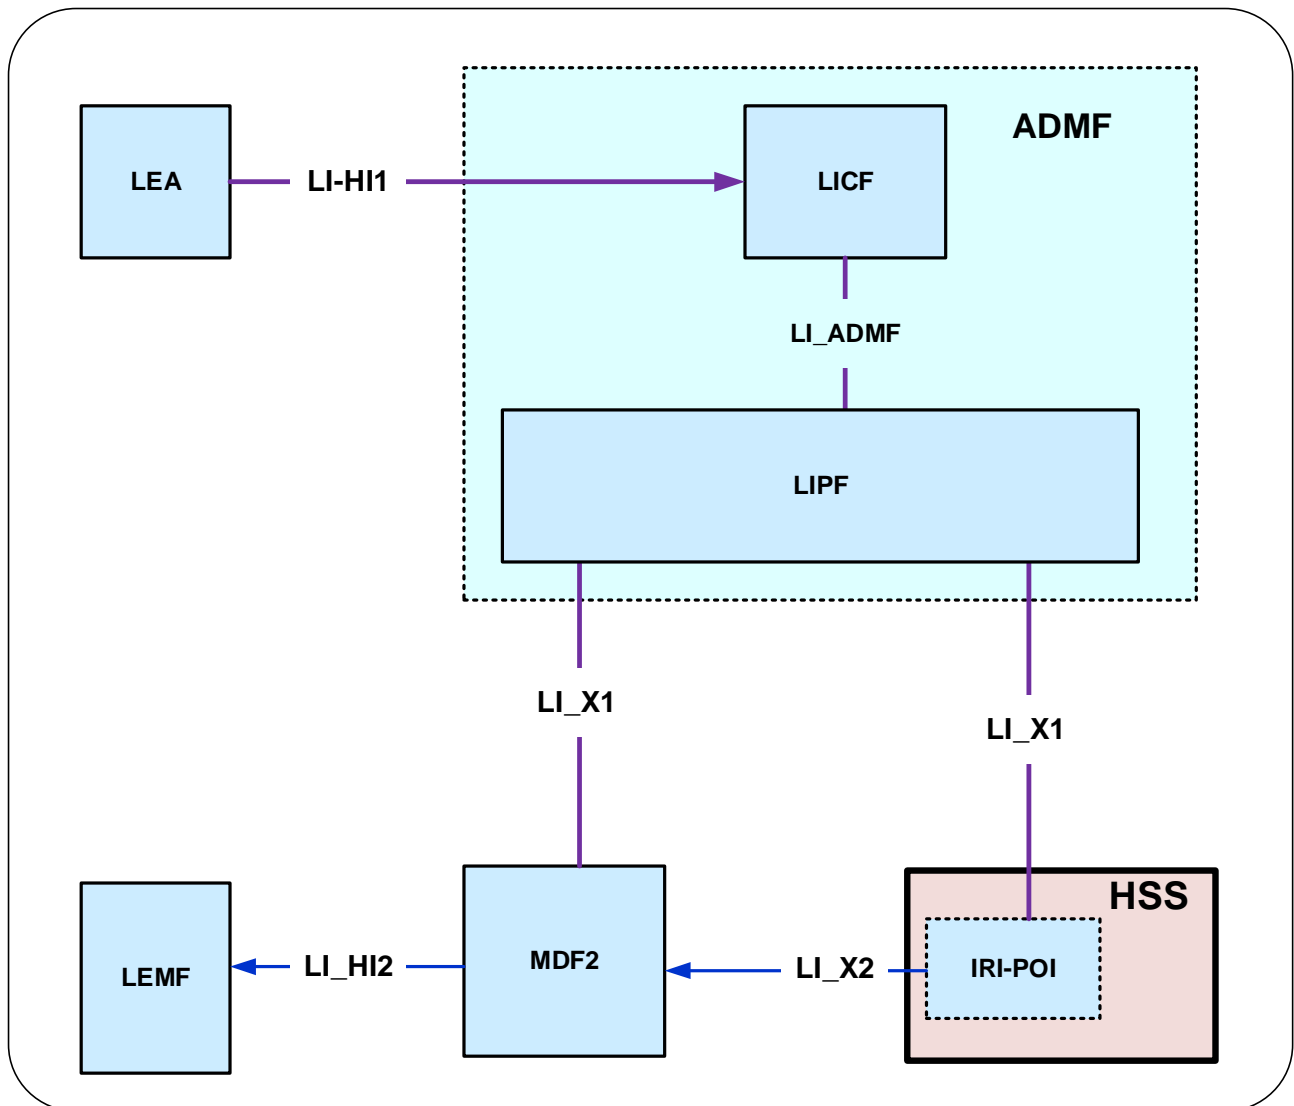 ADMF
LEA
LI-HI1
LICF
LI_ADMF
LIPF
LI_X1
LI_X1
HSS
LEMF
LI_HI2
MDF2
LI_X2
IRI-POI